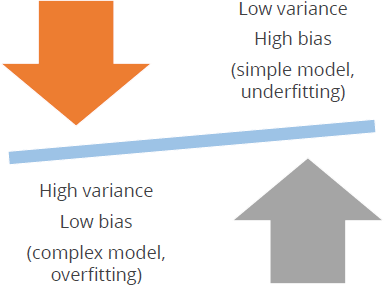 Low variance
High bias
(simple model,
underfitting)
High variance
Low bias
(complex model,
overfitting)